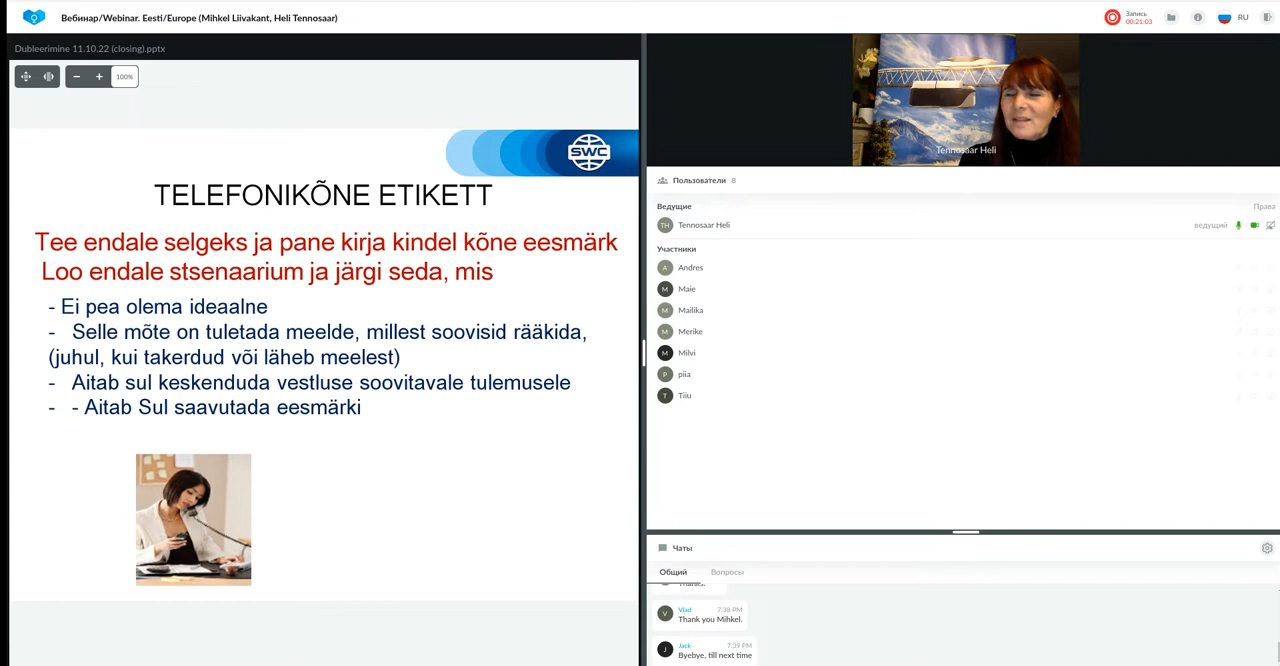 Вебинар/Webinar. Eesti/Europe (Mihkel Liivakant, Heli Tennosaar)
Запись
00:21:03
RU
Dubleerimine 11.10.22 (closing).pptx
100%
SWC
TELEFONIKÕNE ETIKETT
Tee endale selgeks ja pane kirja kindel kõne eesmärk
Loo endale stsenaarium ja järgi seda, mis
- Ei pea olema ideaalne
- Selle mõte on tuletada meelde, millest soovisid rääkida,
(juhul, kui takerdud või läheb meelest)
- Aitab sul keskenduda vestluse soovitavale tulemusele
- - Aitab Sul saavutada eesmärki
Tennosaar Heli
Пользователи 8
Ведущие Права
TH Tennosaar Heli ведущий
Участники
A Andres
M Maie
M Mailika
M Merike
M Milvi
P piia
T Tiiu
Чаты
Общий Вопросы
Thanks.
V Vlad 7:38 PM
Thank you Mihkel.
J Jack 7:39 PM
Byebye, till next time